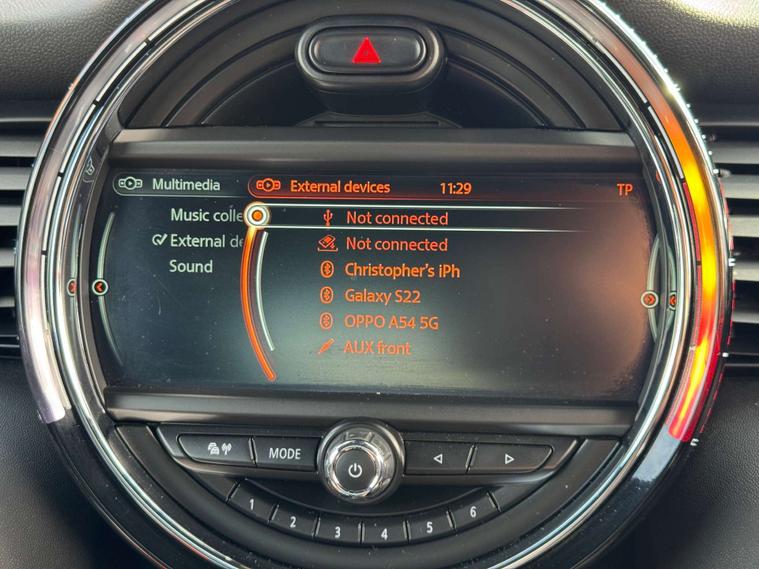 Multimedia
External devices 11:29 TP
Music colle
External de
Sound
Not connected
Not connected
Christopher's iPh
Galaxy S22
OPPO A54 5G
AUX front
MODE
1 2 3 4 5 6